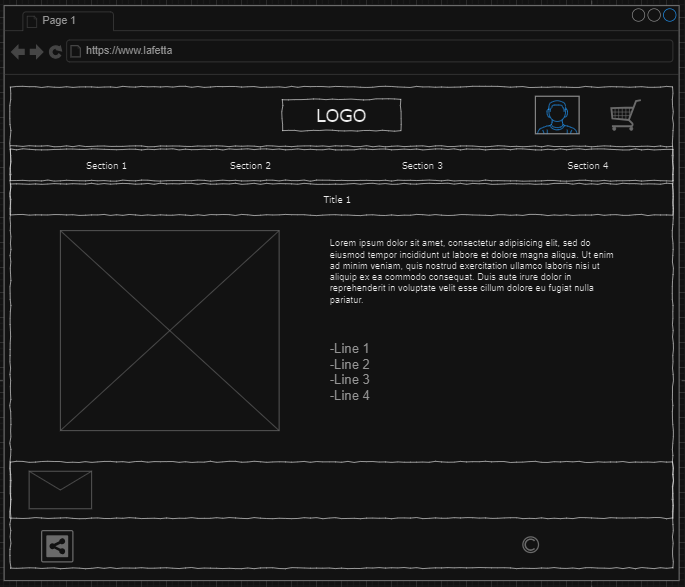 Page 1
https://www.lafetta
LOGO
Section 1
Section 2
Section 3
Section 4
Title 1
Lorem ipsum dolor sit amet, consectetur adipisicing elit, sed do
eiusmod tempor incididunt ut labore et dolore magna aliqua. Ut enim
ad minim veniam, quis nostrud exercitation ullamco laboris nisi ut
aliquip ex ea commodo consequat. Duis aute irure dolor in
reprehenderit in voluptate velit esse cillum dolore eu fugiat nulla
pariatur.
-Line 1
-Line 2
-Line 3
-Line 4
©